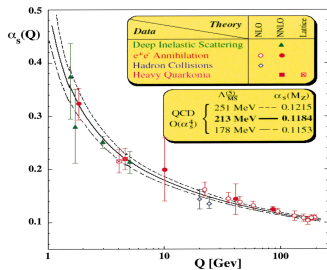 0.5
αs(Q)
0.4
0.3
0.2
0.1
Data Theory NLO NNLO Lattice
Deep Inelastic Scattering
e+e- Annihilation
Hadron Collisions
Heavy Quarkonia
Λ(5)MS αs(MZ)
QCD O(α4s)
251 MeV 0.1215
213 MeV 0.1184
178 MeV 0.1153
1 10 100
Q [GeV]